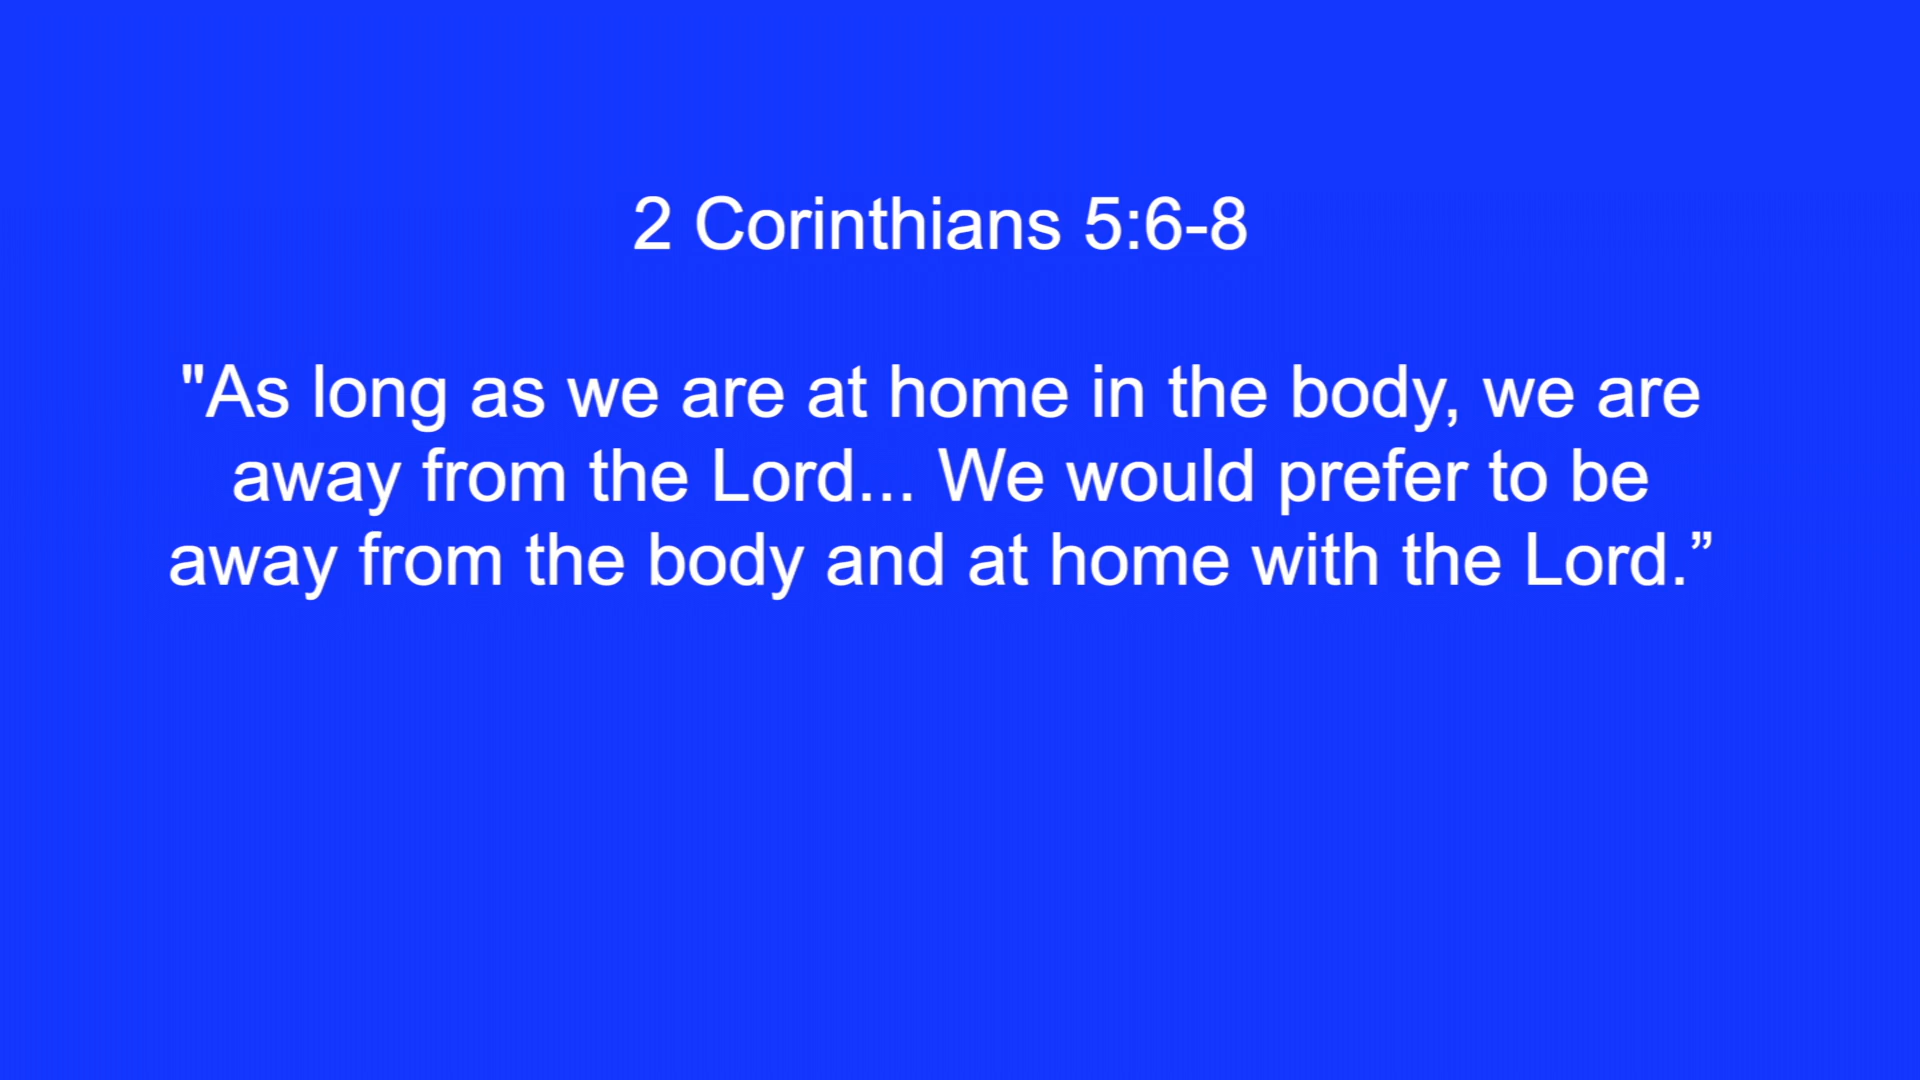 2 Corinthians 5:6-8
"As long as we are at home in the body, we are
away from the Lord... We would prefer to be
away from the body and at home with the Lord.”